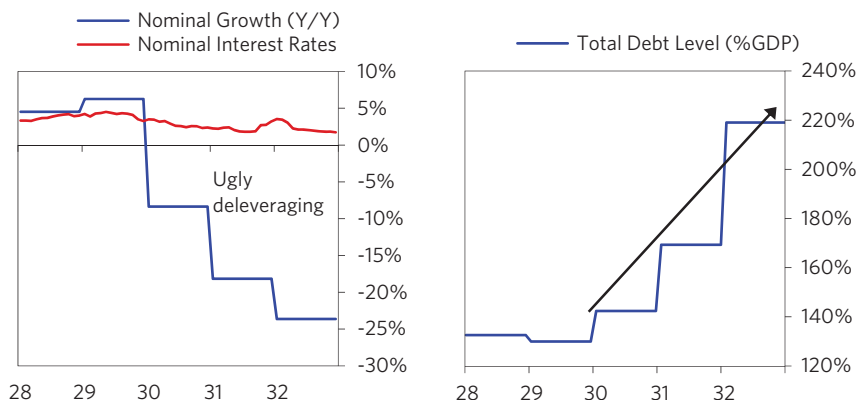 Nominal Growth (Y/Y)
Nominal Interest Rates
10%
5%
0%
-5%
-10%
-15%
-20%
-25%
-30%
Ugly
deleveraging
28 29 30 31 32
Total Debt Level (%GDP)
240%
220%
200%
180%
160%
140%
120%
28 29 30 31 32